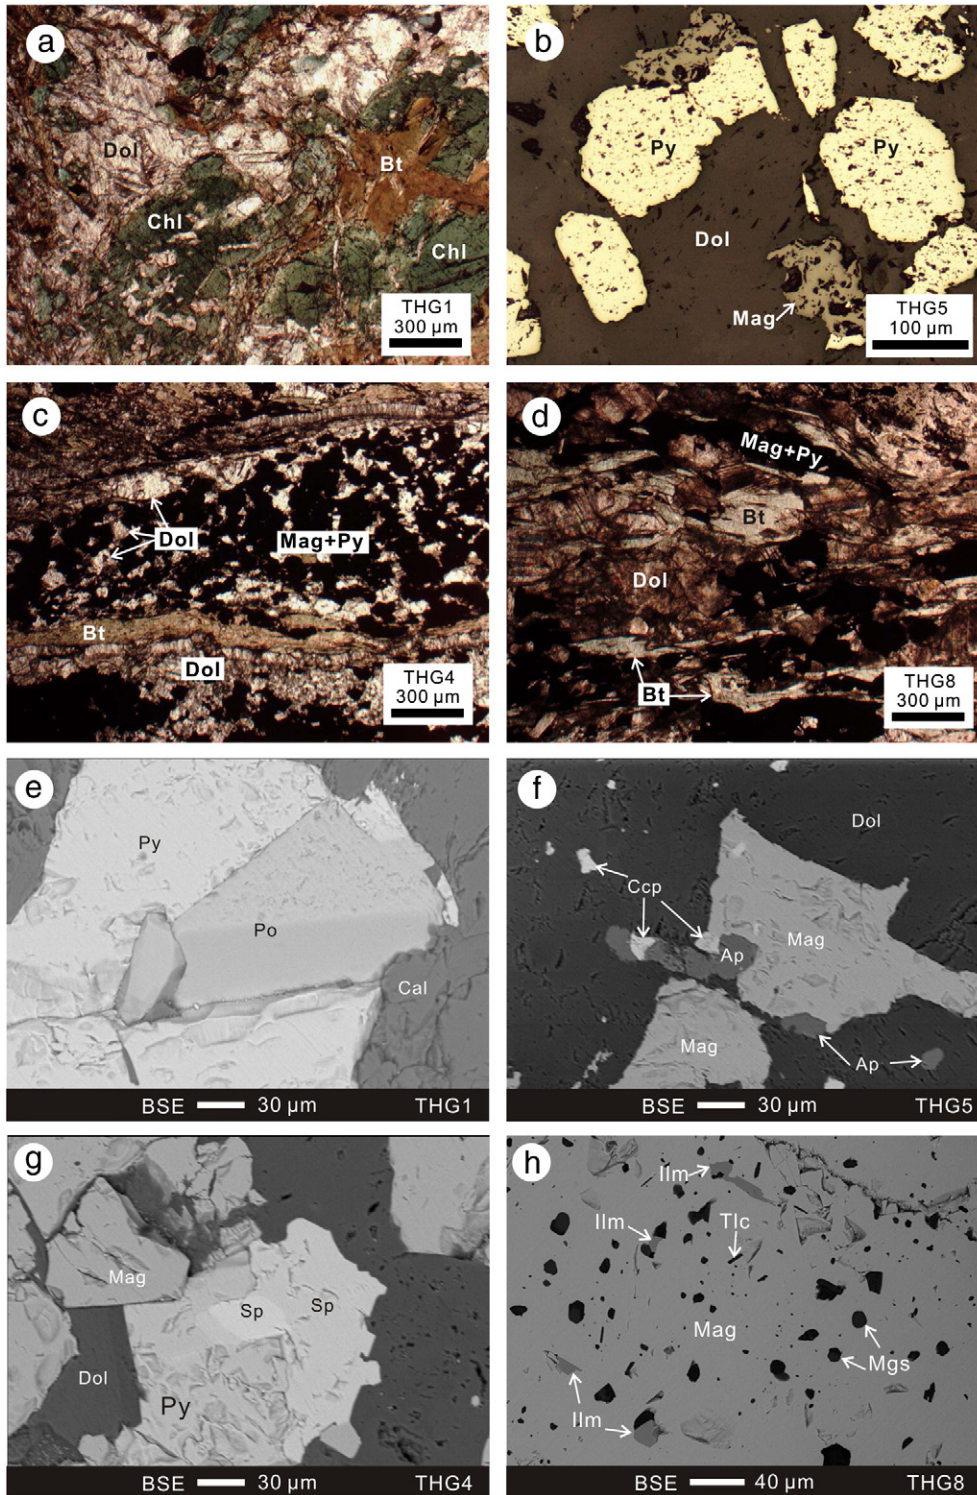 a
Dol
Bt
Chl
Chl
THG1
300 µm
b
Py
Py
Dol
Mag
THG5
100 µm
c
Dol
Mag+Py
Bt
Dol
THG4
300 µm
d
Mag+Py
Bt
Dol
Bt
THG8
300 µm
e
Py
Po
Cal
BSE 30 µm THG1
f
Dol
Ccp
Mag
Ap
Mag
Ap
BSE 30 µm THG5
g
Mag
Sp
Sp
Dol
Py
BSE 30 µm THG4
h
Ilm
Ilm
Tlc
Mag
Mgs
Ilm
BSE 40 µm THG8